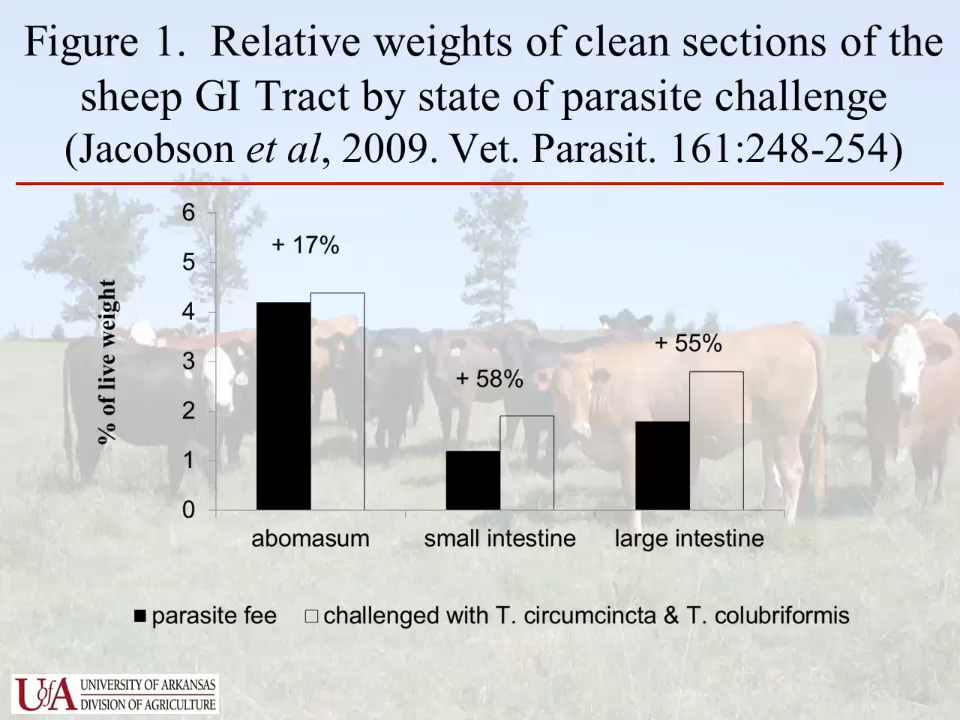 Figure 1. Relative weights of clean sections of the
sheep GI Tract by state of parasite challenge
(Jacobson et al, 2009. Vet. Parasit. 161:248-254)
6
5
4
3
2
1
0
% of live weight
+ 17%
+ 58%
+ 55%
abomasum small intestine large intestine
parasite fee challenged with T. circumcincta & T. colubriformis
UofA UNIVERSITY OF ARKANSAS
DIVISION OF AGRICULTURE